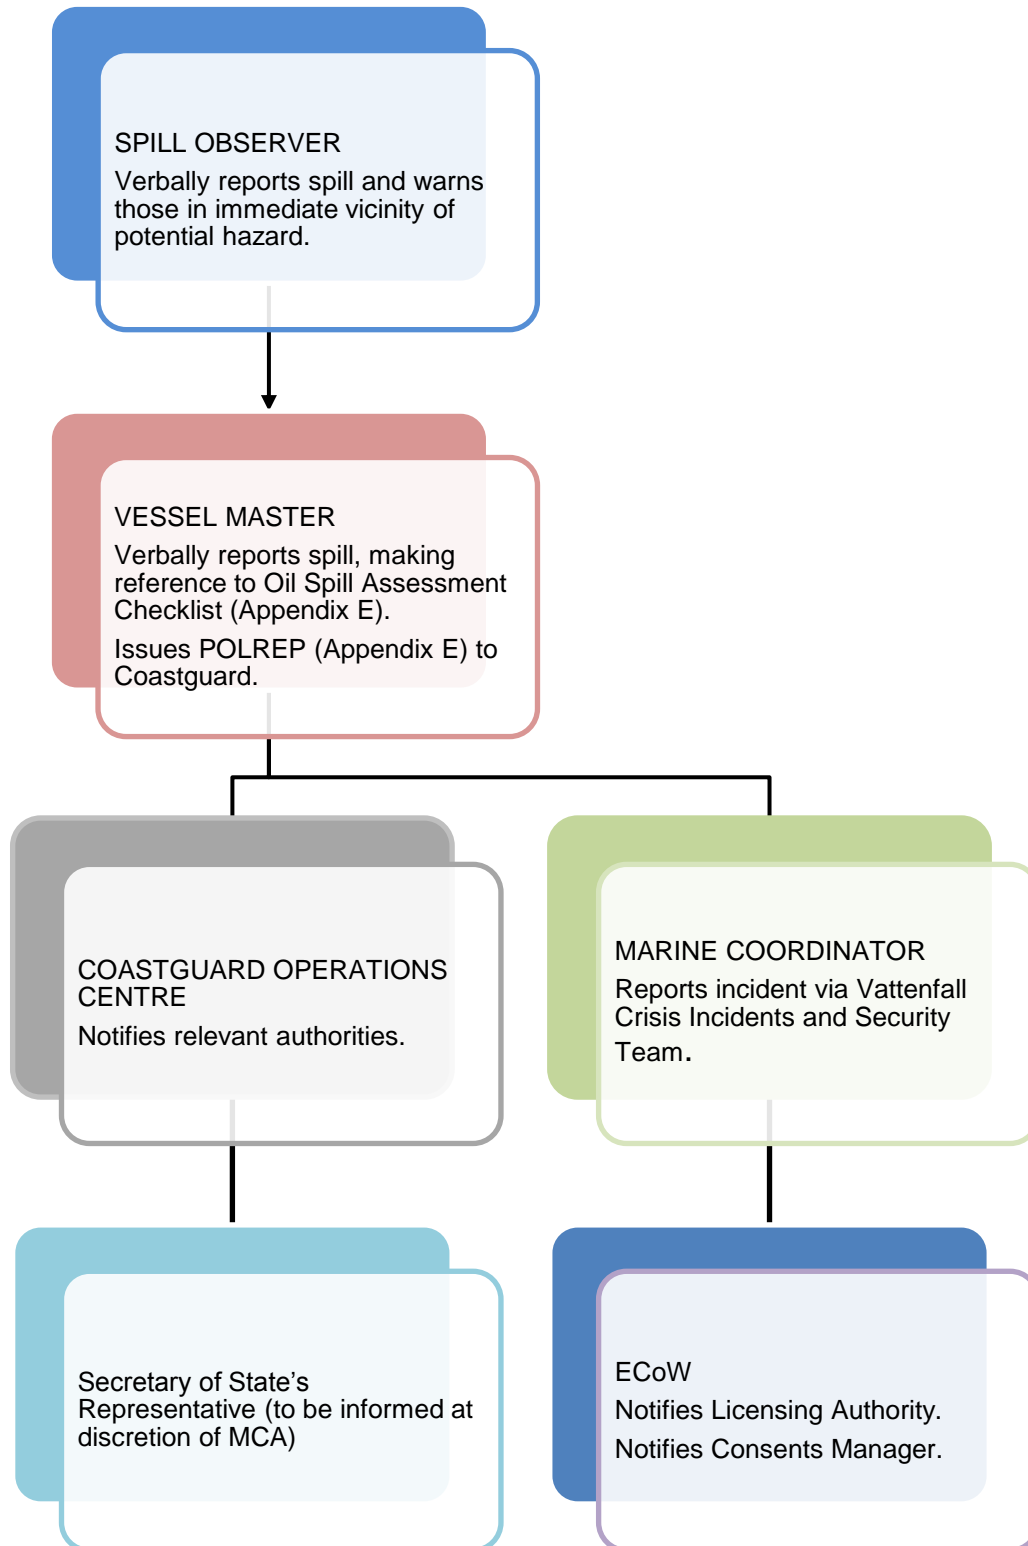 SPILL OBSERVER
Verbally reports spill and warns
those in immediate vicinity of
potential hazard.
VESSEL MASTER
Verbally reports spill, making
reference to Oil Spill Assessment
Checklist (Appendix E).
Issues POLREP (Appendix E) to
Coastguard.
COASTGUARD OPERATIONS
CENTRE
Notifies relevant authorities.
MARINE COORDINATOR
Reports incident via Vattenfall
Crisis Incidents and Security
Team.
Secretary of State’s
Representative (to be informed at
discretion of MCA)
ECoW
Notifies Licensing Authority.
Notifies Consents Manager.